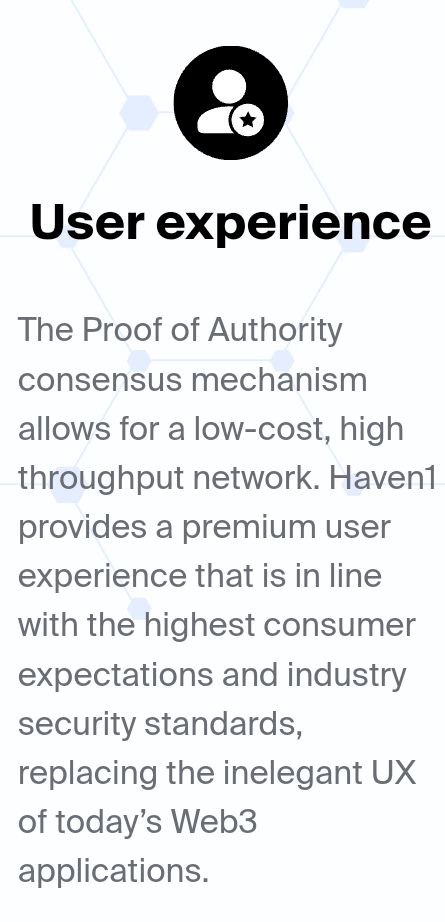 User experience
The Proof of Authority
consensus mechanism
allows for a low-cost, high
throughput network. Haven1
provides a premium user
experience that is in line
with the highest consumer
expectations and industry
security standards,
replacing the inelegant UX
of today’s Web3
applications.